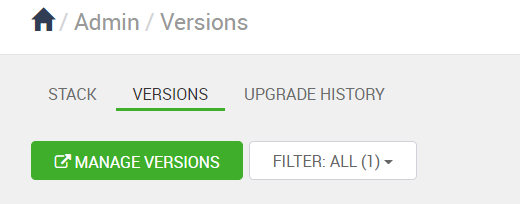 / Admin / Versions
STACK VERSIONS UPGRADE HISTORY
MANAGE VERSIONS FILTER: ALL (1)